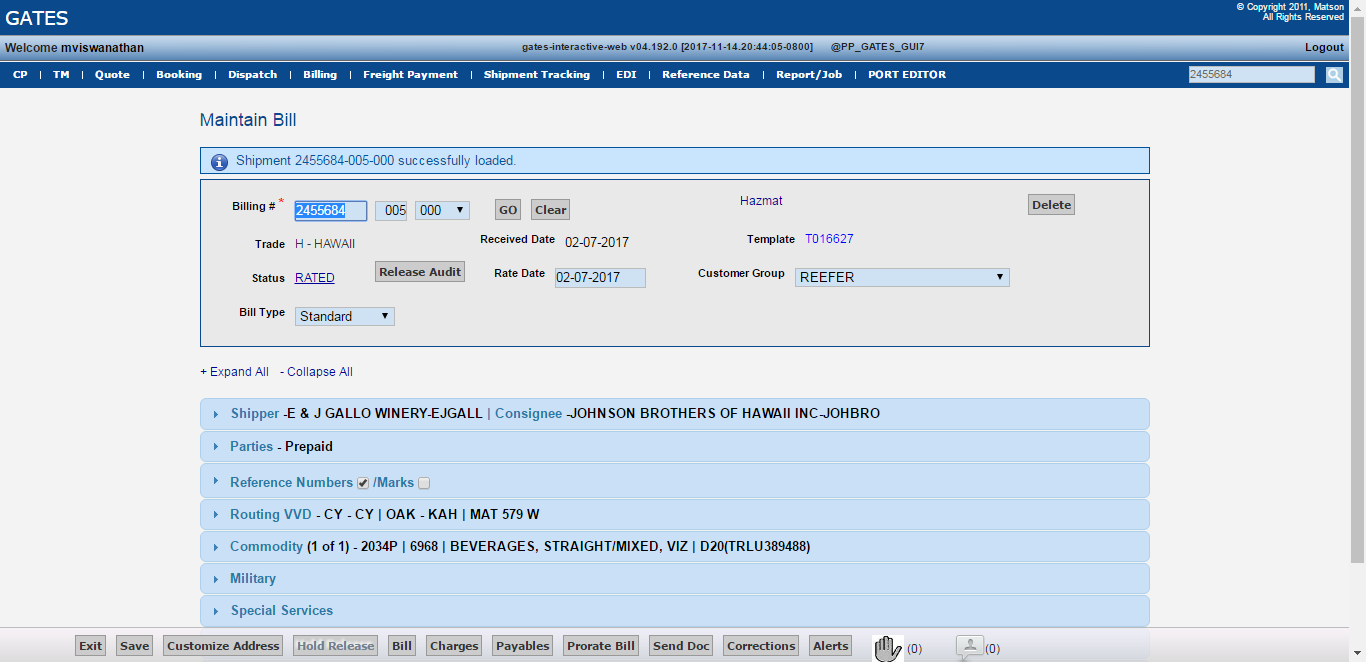 GATES
© Copyright 2011, Matson
All Rights Reserved
Welcome mviswanathan
gates-interactive-web v04.192.0 [2017-11-14.20:44:05-0800] @PP_GATES_GUI7
Logout
CP | TM | Quote | Booking | Dispatch | Billing | Freight Payment | Shipment Tracking | EDI | Reference Data | Report/Job | PORT EDITOR
2455684
Maintain Bill
Shipment 2455684-005-000 successfully loaded.
Billing # * 2455684 005 000 GO Clear Hazmat Delete
Trade H - HAWAII Received Date 02-07-2017 Template T016627
Status RATED Release Audit Rate Date 02-07-2017 Customer Group REEFER
Bill Type Standard
+ Expand All - Collapse All
Shipper -E & J GALLO WINERY-EJGALL | Consignee -JOHNSON BROTHERS OF HAWAII INC-JOHBRO
Parties - Prepaid
Reference Numbers /Marks
Routing VVD - CY - CY | OAK - KAH | MAT 579 W
Commodity (1 of 1) - 2034P | 6968 | BEVERAGES, STRAIGHT/MIXED, VIZ | D20(TRLU389488)
Military
Special Services
Exit Save Customize Address Hold Release Bill Charges Payables Prorate Bill Send Doc Corrections Alerts (0) (0)